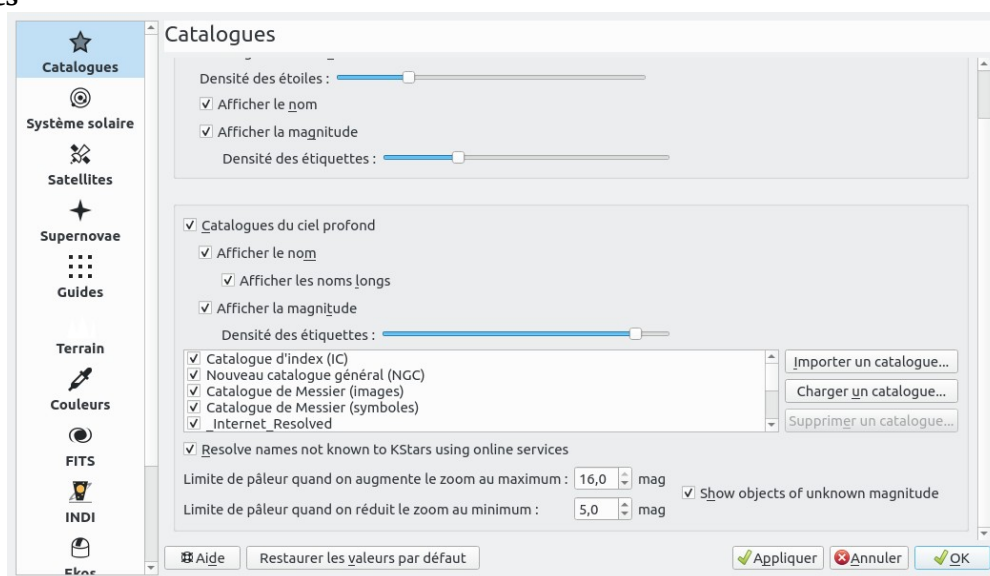 Catalogues
Catalogues
Système solaire
Satellites
Supernovae
Guides
Terrain
Couleurs
FITS
INDI
Ekos
Densité des étoiles :
Afficher le nom
Afficher la magnitude
Densité des étiquettes :
Catalogues du ciel profond
Afficher le nom
Afficher les noms longs
Afficher la magnitude
Densité des étiquettes :
Catalogue d'index (IC)
Nouveau catalogue général (NGC)
Catalogue de Messier (images)
Catalogue de Messier (symboles)
_Internet_Resolved
Importer un catalogue...
Charger un catalogue...
Supprimer un catalogue...
Resolve names not known to KStars using online services
Limite de pâleur quand on augmente le zoom au maximum : 16,0 mag
Limite de pâleur quand on réduit le zoom au minimum : 5,0 mag
Show objects of unknown magnitude
Aide
Restaurer les valeurs par défaut
Appliquer
Annuler
OK